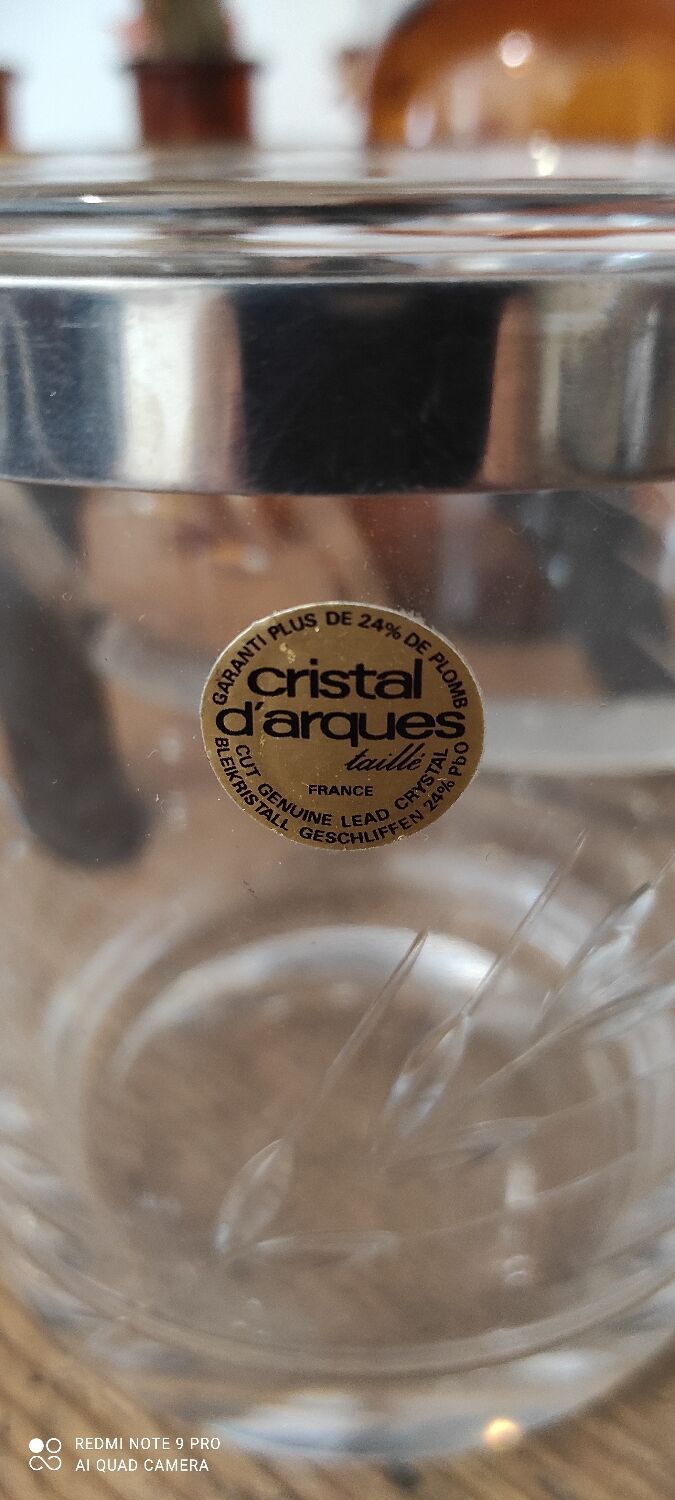 GARANTI PLUS DE 24% DE PLOMB
cristal
d'arques
taillé
FRANCE
CUT GENUINE LEAD CRYSTAL
BLEIKRISTALL GESCHLIFFEN 24% PbO
REDMI NOTE 9 PRO
AI QUAD CAMERA